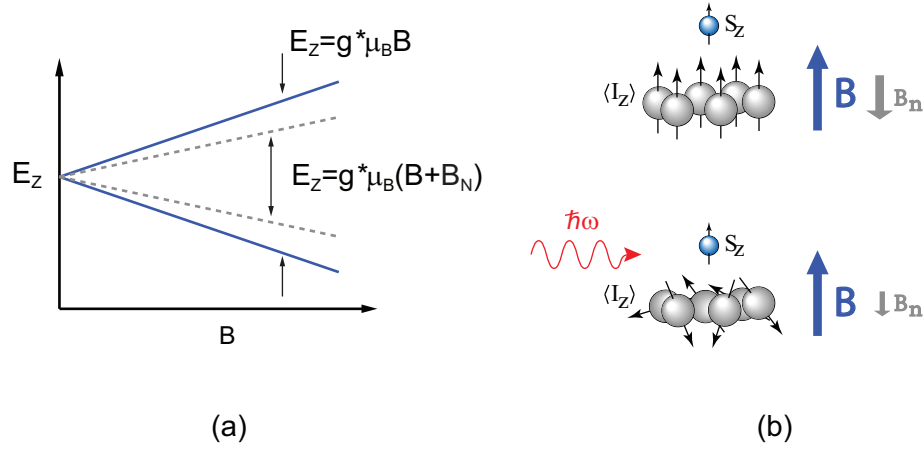 E_Z=g*μ_BB
E_Z
E_Z=g*μ_B(B+B_N)
B
(a)
S_z
⟨I_z⟩
B
B_n
ħω
S_z
⟨I_z⟩
B
B_n
(b)